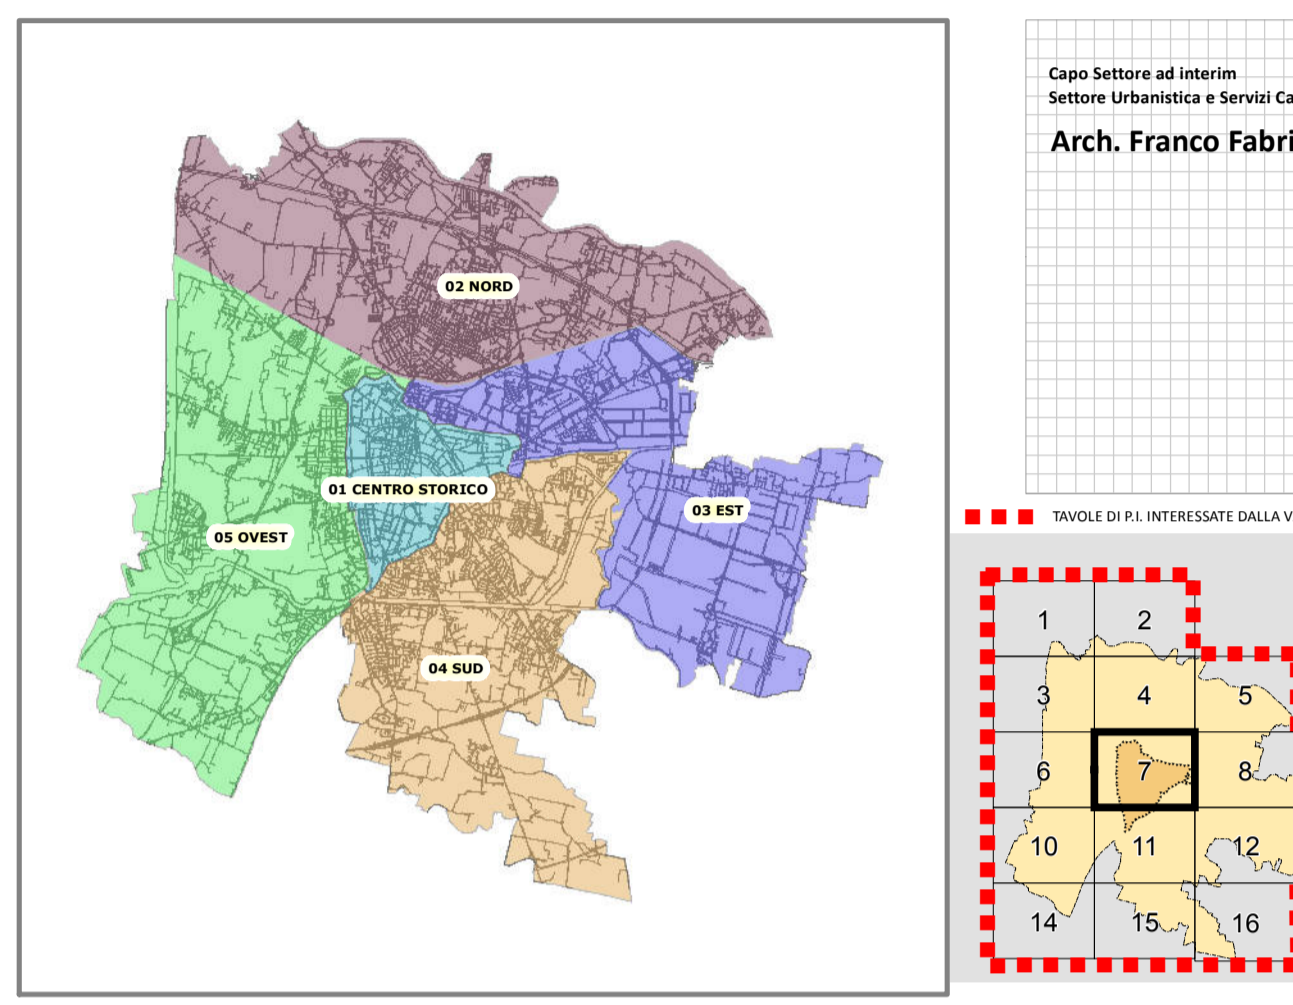 02 NORD
01 CENTRO STORICO
03 EST
05 OVEST
04 SUD
Capo Settore ad interim
Settore Urbanistica e Servizi Ca
Arch. Franco Fabri
TAVOLE DI P.I. INTERESSATE DALLA V
1 2
3 4 5
6 7 8
10 11 12
14 15 16